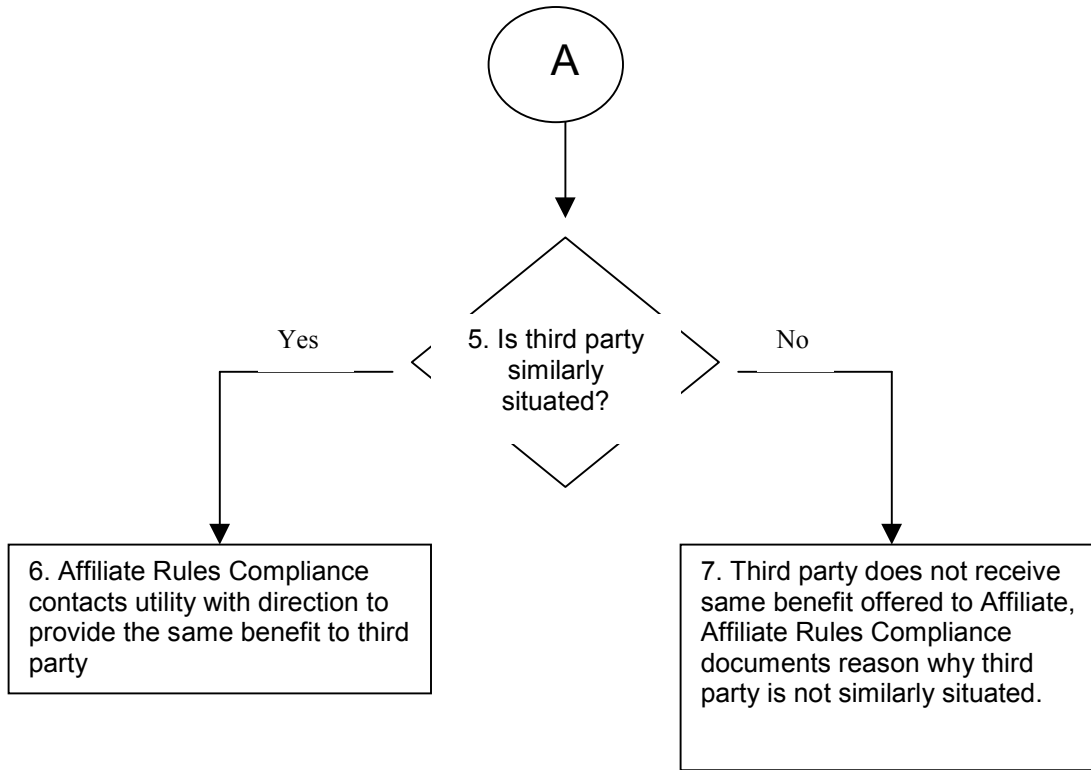 A
Yes
5. Is third party
similarly
situated?
No
6. Affiliate Rules Compliance
contacts utility with direction to
provide the same benefit to third
party
7. Third party does not receive
same benefit offered to Affiliate,
Affiliate Rules Compliance
documents reason why third
party is not similarly situated.